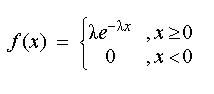 f(x) = { λe^{-λx} , x ≥ 0
0 , x < 0